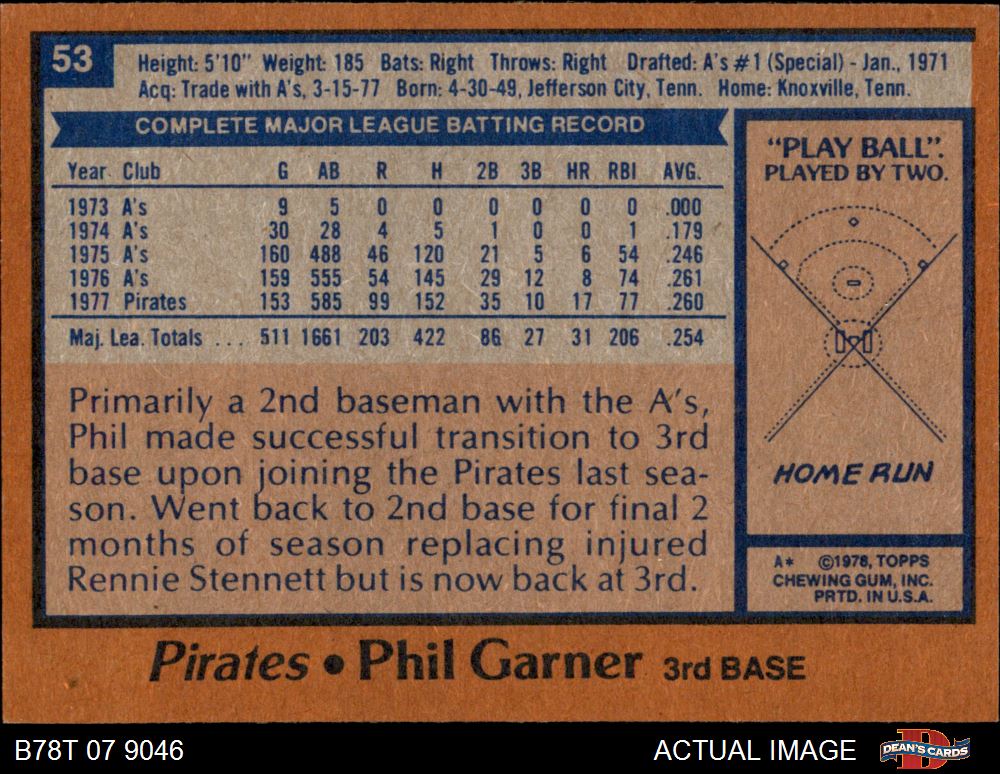 53
Height: 5'10" Weight: 185 Bats: Right Throws: Right Drafted: A's #1 (Special) - Jan., 1971
Acq: Trade with A's, 3-15-77 Born: 4-30-49, Jefferson City, Tenn. Home: Knoxville, Tenn.
COMPLETE MAJOR LEAGUE BATTING RECORD
Year Club G AB R H 2B 3B HR RBI AVG.
1973 A's 9 5 0 0 0 0 0 0 .000
1974 A's 30 28 4 5 1 0 0 1 .179
1975 A's 160 488 46 120 21 5 6 54 .246
1976 A's 159 555 54 145 29 12 8 74 .261
1977 Pirates 153 585 99 152 35 10 17 77 .260
Maj. Lea. Totals ... 511 1661 203 422 86 27 31 206 .254
Primarily a 2nd baseman with the A's,
Phil made successful transition to 3rd
base upon joining the Pirates last sea-
son. Went back to 2nd base for final 2
months of season replacing injured
Rennie Stennett but is now back at 3rd.
"PLAY BALL".
PLAYED BY TWO.
HOME RUN
A* ©1978, TOPPS
CHEWING GUM, INC.
PRTD. IN U.S.A.
Pirates • Phil Garner 3rd BASE
B78T 07 9046
ACTUAL IMAGE
DEAN'S CARDS